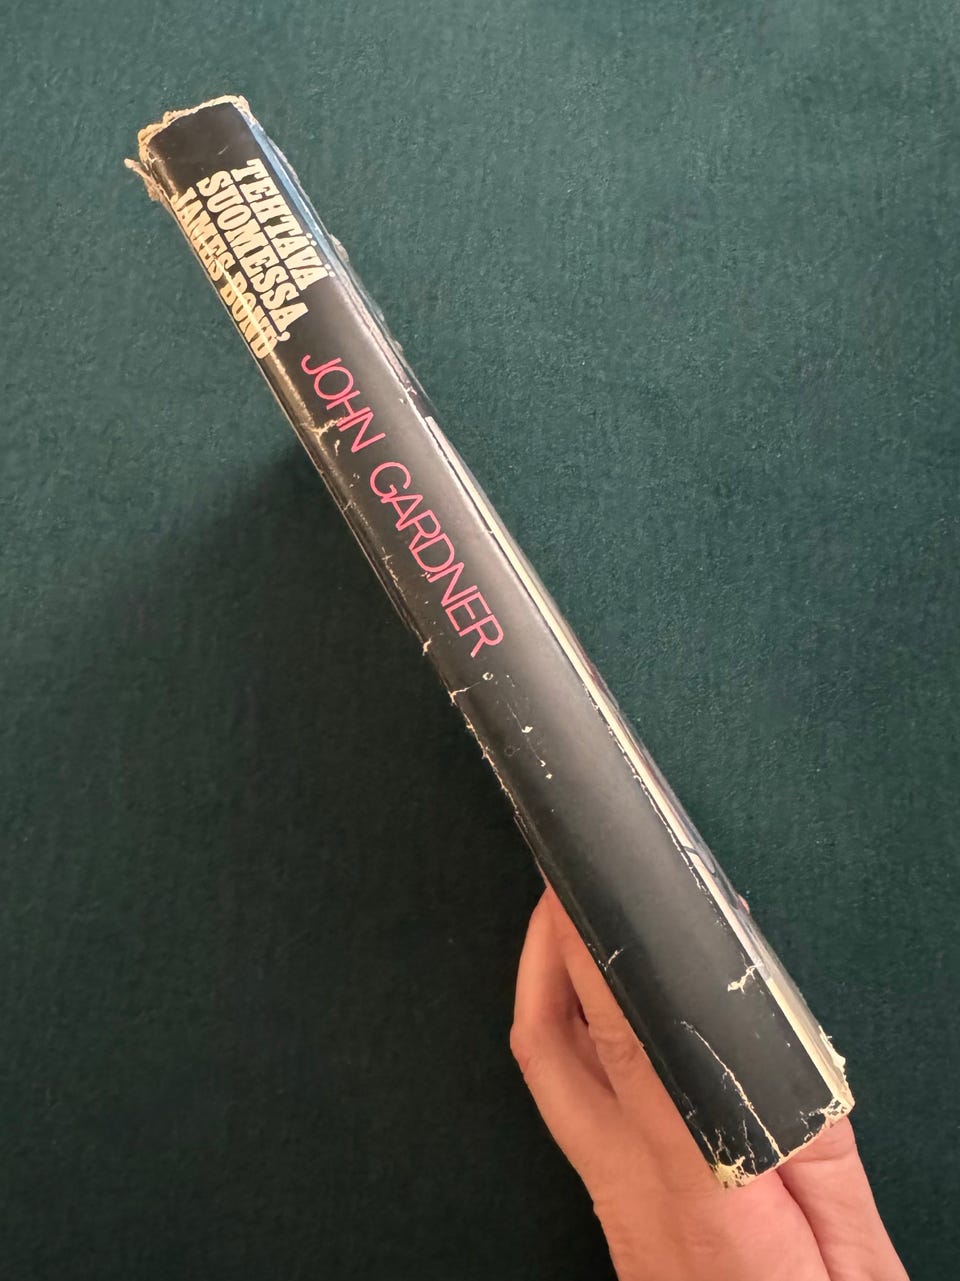 TEHTÄVÄ
SUOMESSA,
JAMES BOND
JOHN GARDNER